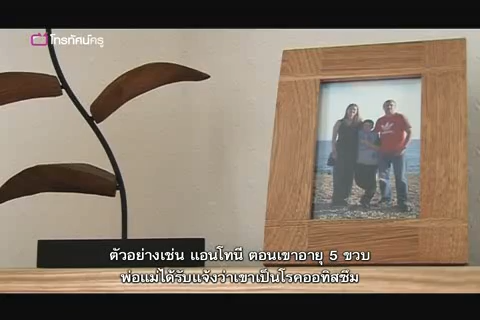 โทรทัศน์ครู
ตัวอย่างเช่น แอนโทนี ตอนเขาอายุ 5 ขวบ
พ่อแม่ได้รับแจ้งว่าเขาเป็นโรคออทิสซึม